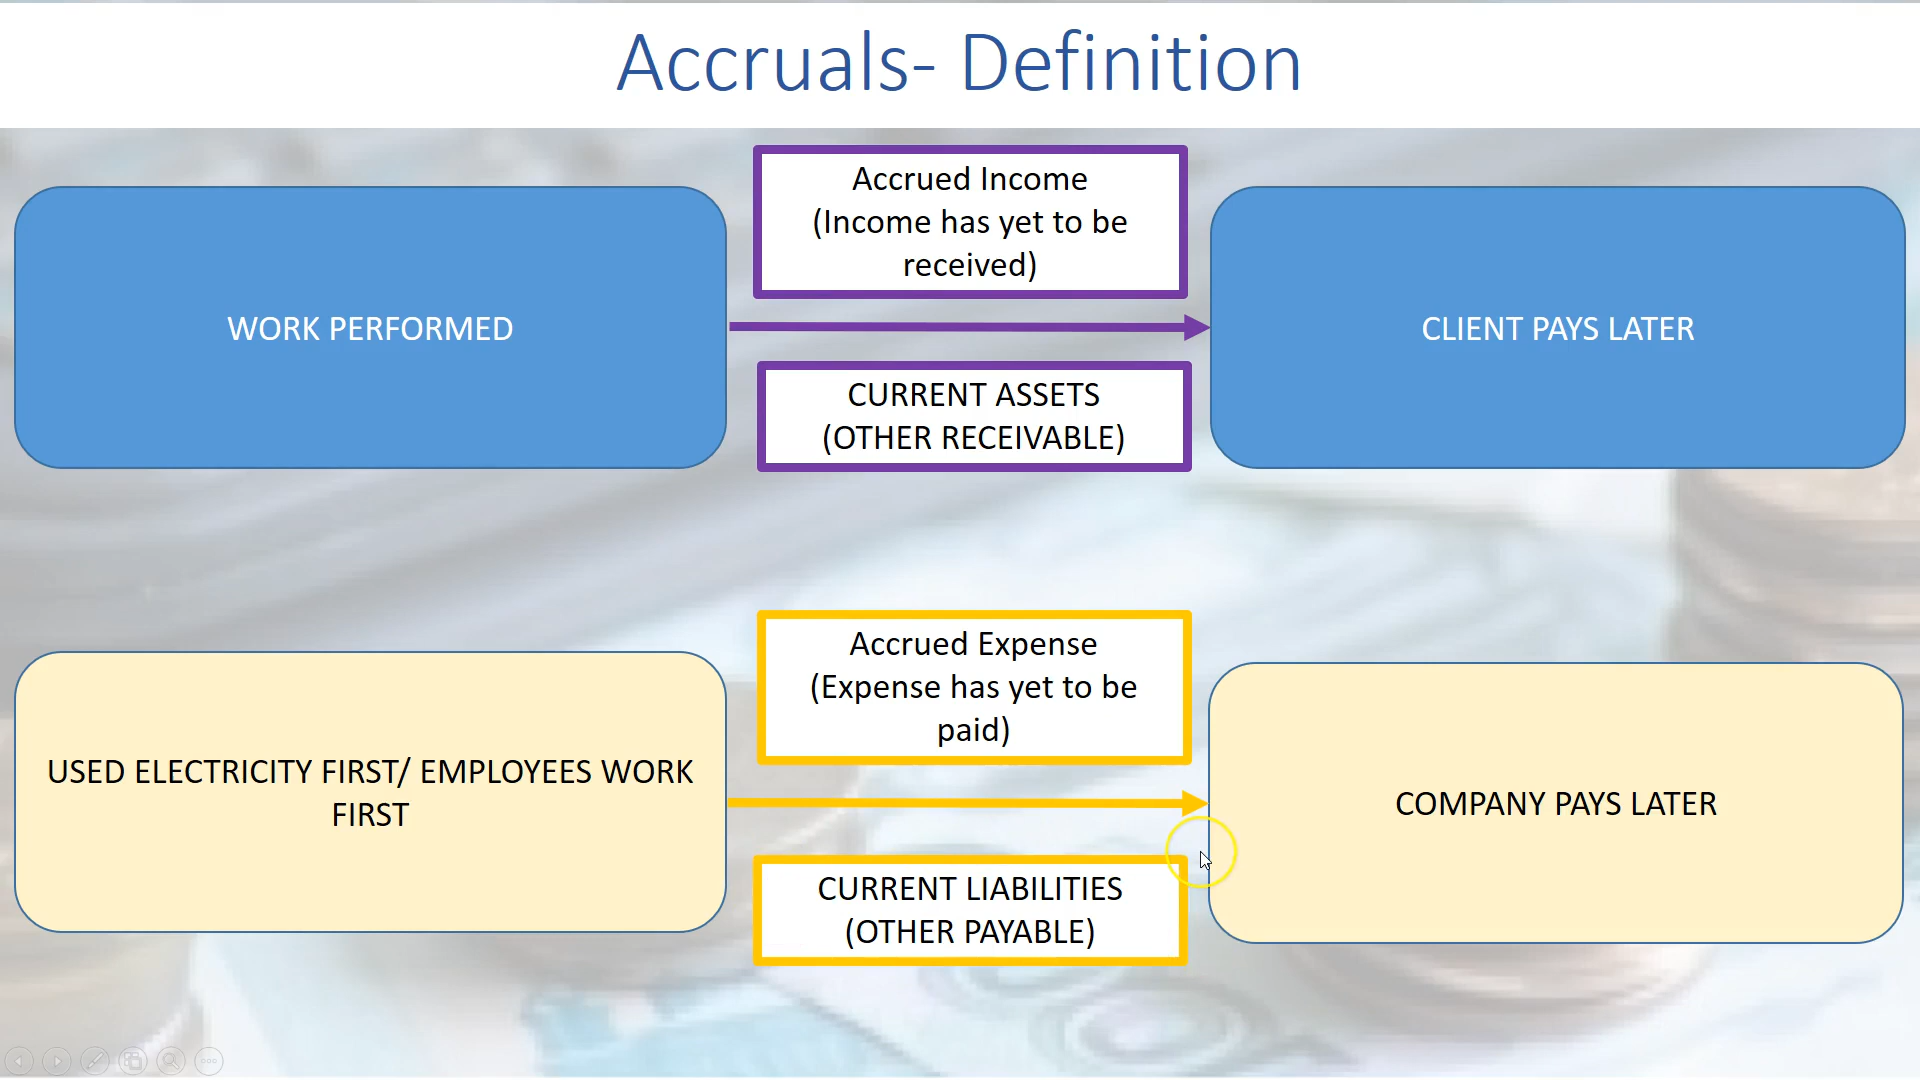 Accruals- Definition
WORK PERFORMED
Accrued Income
(Income has yet to be
received)
CURRENT ASSETS
(OTHER RECEIVABLE)
CLIENT PAYS LATER
USED ELECTRICITY FIRST/ EMPLOYEES WORK
FIRST
Accrued Expense
(Expense has yet to be
paid)
CURRENT LIABILITIES
(OTHER PAYABLE)
COMPANY PAYS LATER